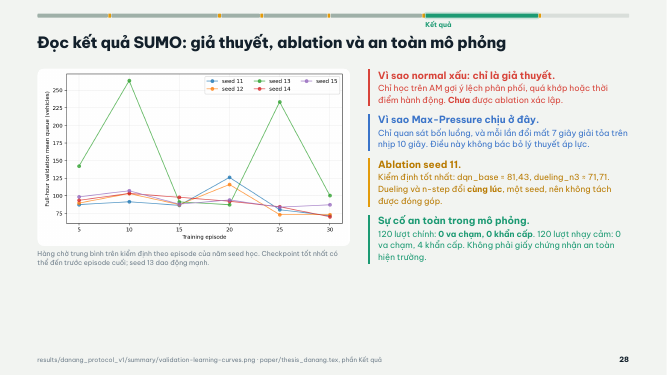 Kết quả
Đọc kết quả SUMO: giả thuyết, ablation và an toàn mô phỏng
seed 11
seed 12
seed 13
seed 14
seed 15
Full-hour validation mean queue (vehicles)
250
225
200
175
150
125
100
75
5
10
15
20
25
30
Training episode
Hàng chờ trung bình trên kiểm định theo episode của năm seed học. Checkpoint tốt nhất có
thể đến trước episode cuối; seed 13 dao động mạnh.
Vì sao normal xấu: chỉ là giả thuyết.
Chỉ học trên AM gợi ý lệch phân phối, quá khớp hoặc thời
điểm hành động. Chưa được ablation xác lập.
Vì sao Max-Pressure chịu ở đây.
Chỉ quan sát bốn luồng, và mỗi lần đổi mất 7 giây giải tỏa trên
nhịp 10 giây. Điều này không bác bỏ lý thuyết áp lực.
Ablation seed 11.
Kiểm định tốt nhất: dqn_base = 81,43, dueling_n3 = 71,71.
Dueling và n-step đổi cùng lúc, một seed, nên không tách
được đóng góp.
Sự cố an toàn trong mô phỏng.
120 lượt chính: 0 va chạm, 0 khẩn cấp. 120 lượt nhạy cảm: 0
va chạm, 4 khẩn cấp. Không phải giấy chứng nhận an toàn
hiện trường.
results/danang_protocol_v1/summary/validation-learning-curves.png · paper/thesis_danang.tex, phần Kết quả
28